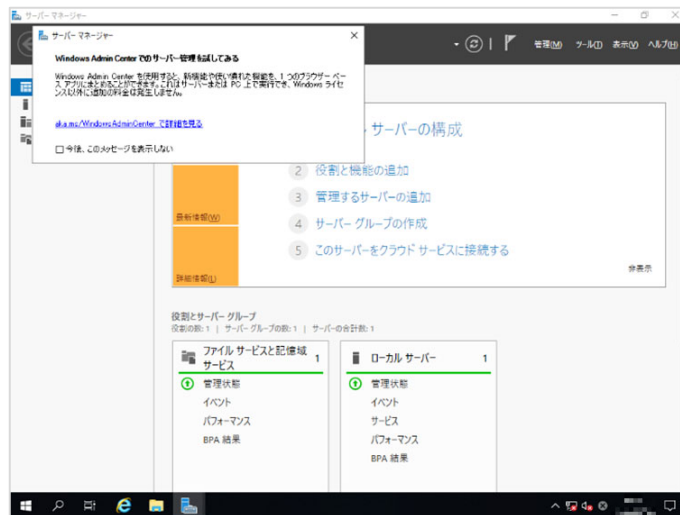 サーバー マネージャー
サーバー マネージャー
Windows Admin Center でのサーバー管理を試してみる
Windows Admin Center を使用すると、新機能や使い慣れた機能を、1 つのブラウザー ベー
ス アプリにまとめることができます。これはサーバーまたは PC 上で実行でき、Windows ライセ
ンス以外に追加の料金は発生しません。
aka.ms/WindowsAdminCenter で詳細を見る
今後、このメッセージを表示しない
管理(M) ツール(T) 表示(V) ヘルプ(H)
サーバーの構成
2 役割と機能の追加
3 管理するサーバーの追加
最新情報(W)
4 サーバー グループの作成
5 このサーバーをクラウド サービスに接続する
詳細情報(L)
非表示
役割とサーバー グループ
役割の数: 1 | サーバー グループの数: 1 | サーバーの合計数: 1
ファイル サービスと記憶域
サービス
1
管理状態
イベント
パフォーマンス
BPA 結果
ローカル サーバー 1
管理状態
イベント
サービス
パフォーマンス
BPA 結果